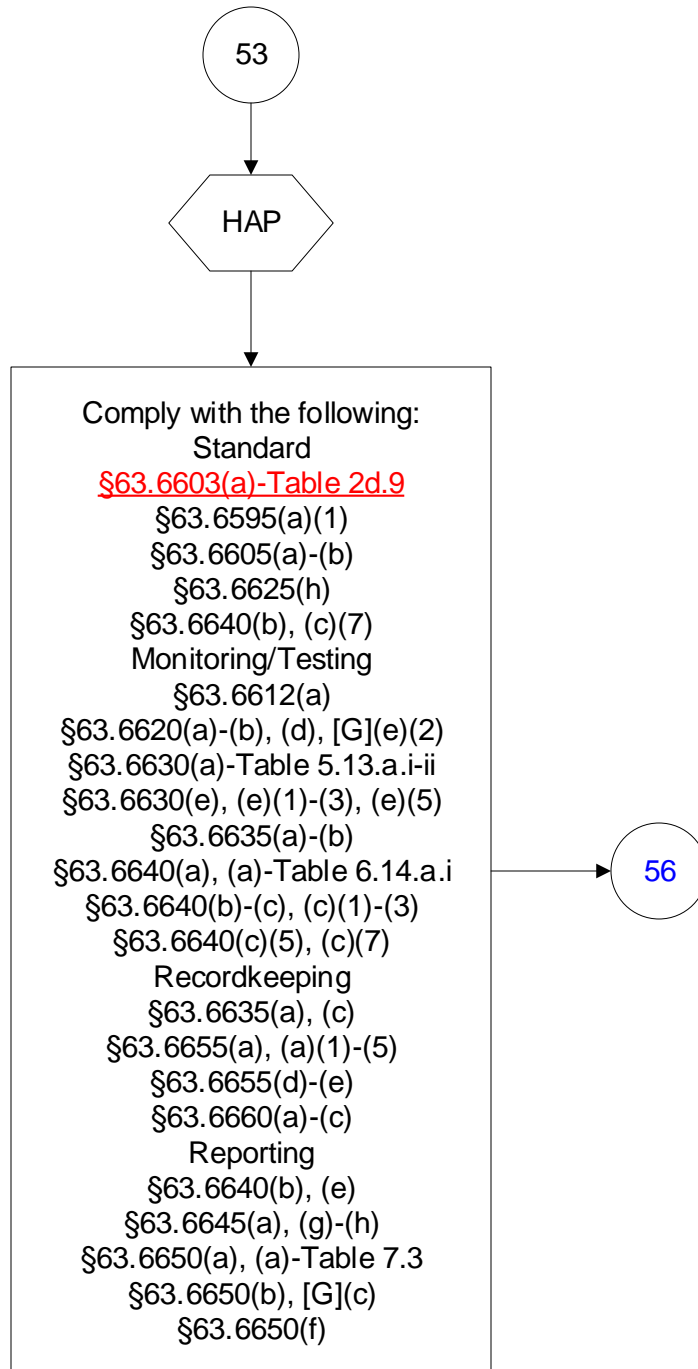 53
HAP
Comply with the following:
Standard
§63.6603(a)-Table 2d.9
§63.6595(a)(1)
§63.6605(a)-(b)
§63.6625(h)
§63.6640(b), (c)(7)
Monitoring/Testing
§63.6612(a)
§63.6620(a)-(b), (d), [G](e)(2)
§63.6630(a)-Table 5.13.a.i-ii
§63.6630(e), (e)(1)-(3), (e)(5)
§63.6635(a)-(b)
§63.6640(a), (a)-Table 6.14.a.i
§63.6640(b)-(c), (c)(1)-(3)
§63.6640(c)(5), (c)(7)
Recordkeeping
§63.6635(a), (c)
§63.6655(a), (a)(1)-(5)
§63.6655(d)-(e)
§63.6660(a)-(c)
Reporting
§63.6640(b), (e)
§63.6645(a), (g)-(h)
§63.6650(a), (a)-Table 7.3
§63.6650(b), [G](c)
§63.6650(f)
56